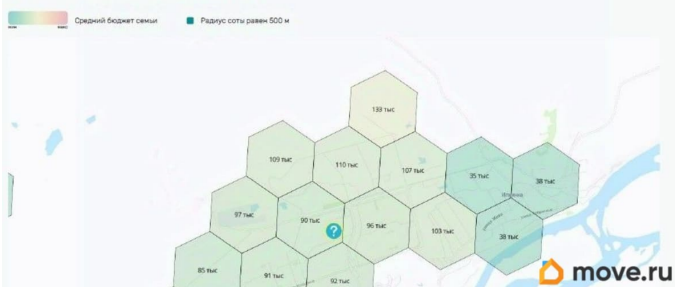 Средний бюджет семьи
Радиус соты равен 500 м
133 тыс
109 тыс
110 тыс
107 тыс
35 тыс
38 тыс
97 тыс
90 тыс
?
96 тыс
103 тыс
38 тыс
85 тыс
91 тыс
92 тыс
move.ru